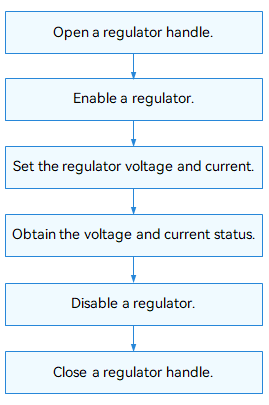 Open a regulator handle.
Enable a regulator.
Set the regulator voltage and current.
Obtain the voltage and current status.
Disable a regulator.
Close a regulator handle.